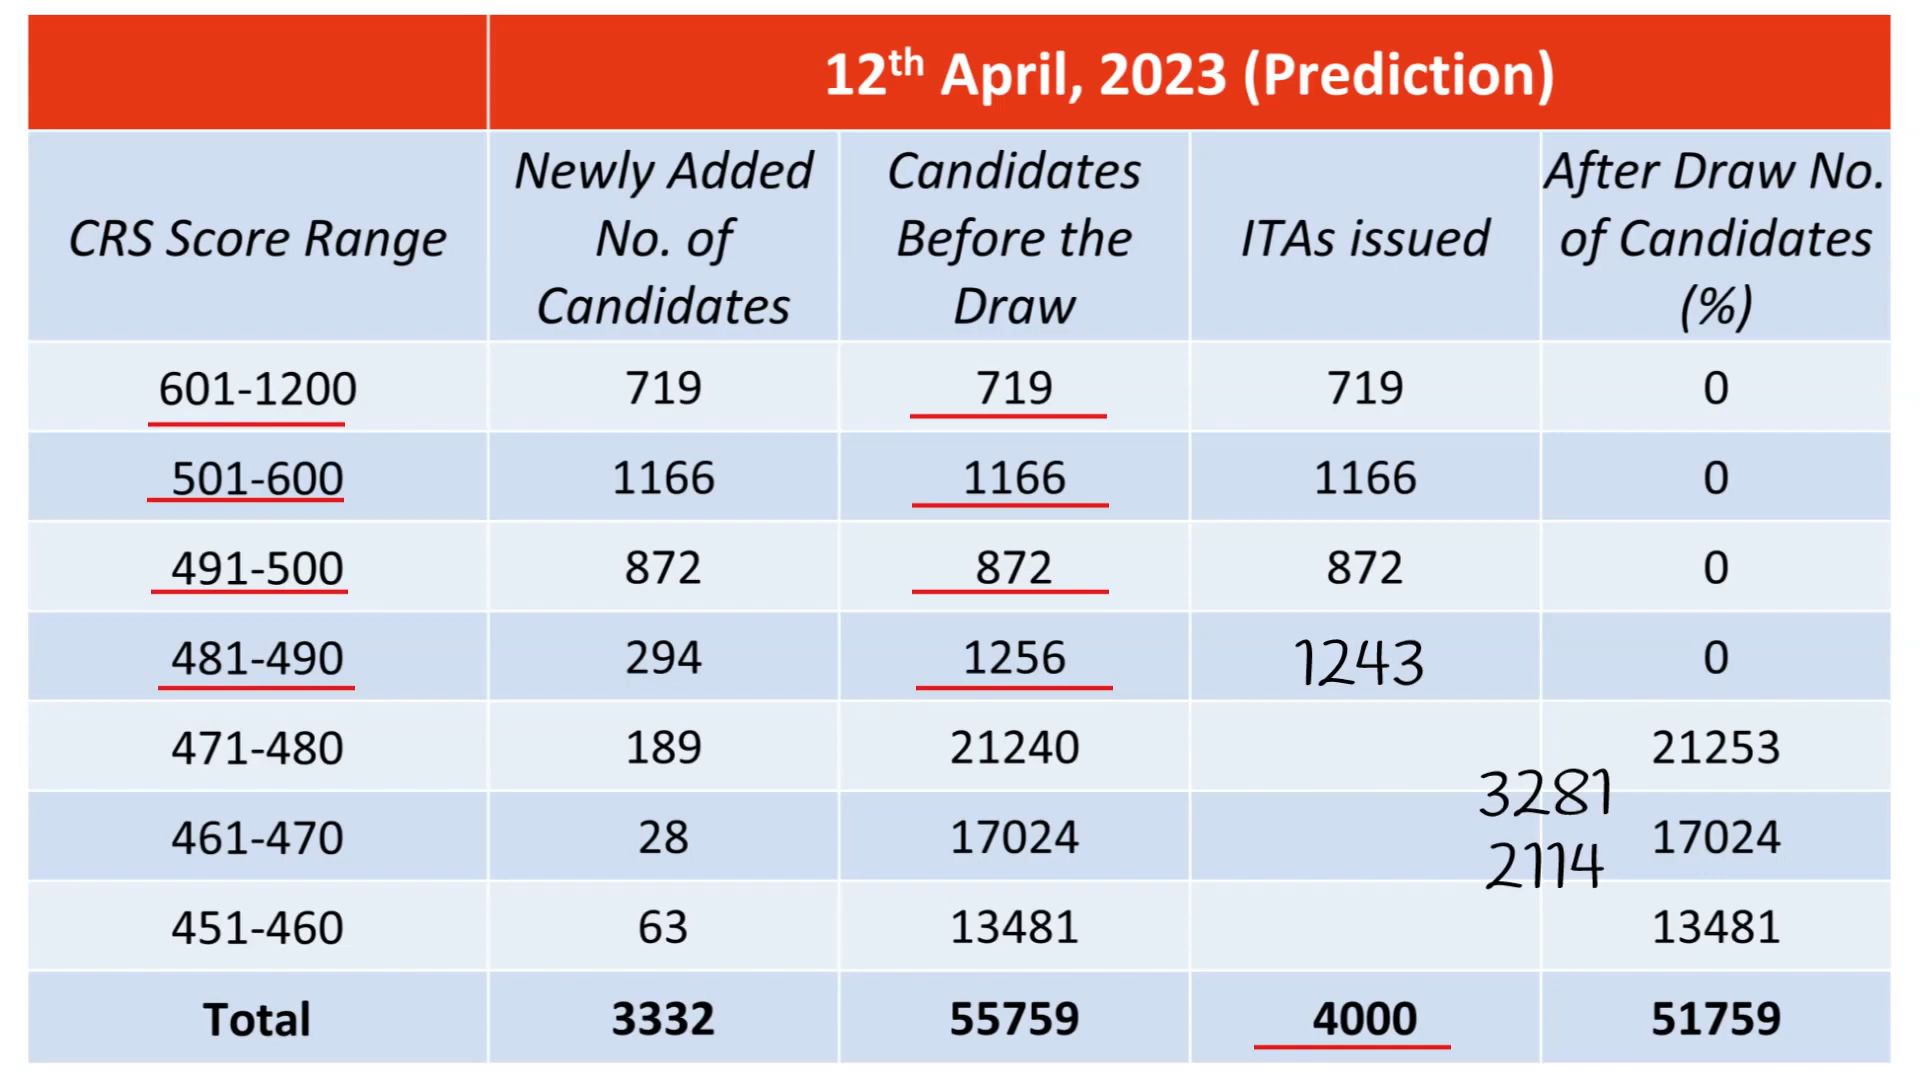 12th April, 2023 (Prediction)
CRS Score Range
Newly Added
No. of
Candidates
Candidates
Before the
Draw
ITAs issued
After Draw No.
of Candidates
(%)
601-1200 719 719 719 0
501-600 1166 1166 1166 0
491-500 872 872 872 0
481-490 294 1256 1243 0
471-480 189 21240 21253
3281
461-470 28 17024 17024
2114
451-460 63 13481 13481
Total 3332 55759 4000 51759